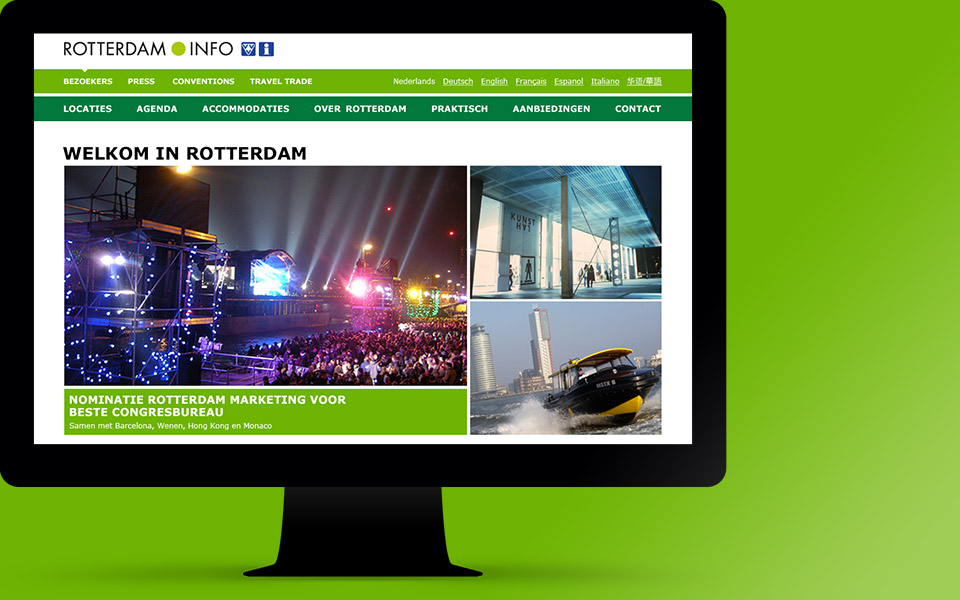 ROTTERDAM INFO
BEZOEKERS PRESS CONVENTIONS TRAVEL TRADE Nederlands Deutsch English Français Espanol Italiano 华语/華語
LOCATIES AGENDA ACCOMMODATIES OVER ROTTERDAM PRAKTISCH AANBIEDINGEN CONTACT
WELKOM IN ROTTERDAM
KUNST
HAL
NOMINATIE ROTTERDAM MARKETING VOOR
BESTE CONGRESBUREAU
Samen met Barcelona, Wenen, Hong Kong en Monaco